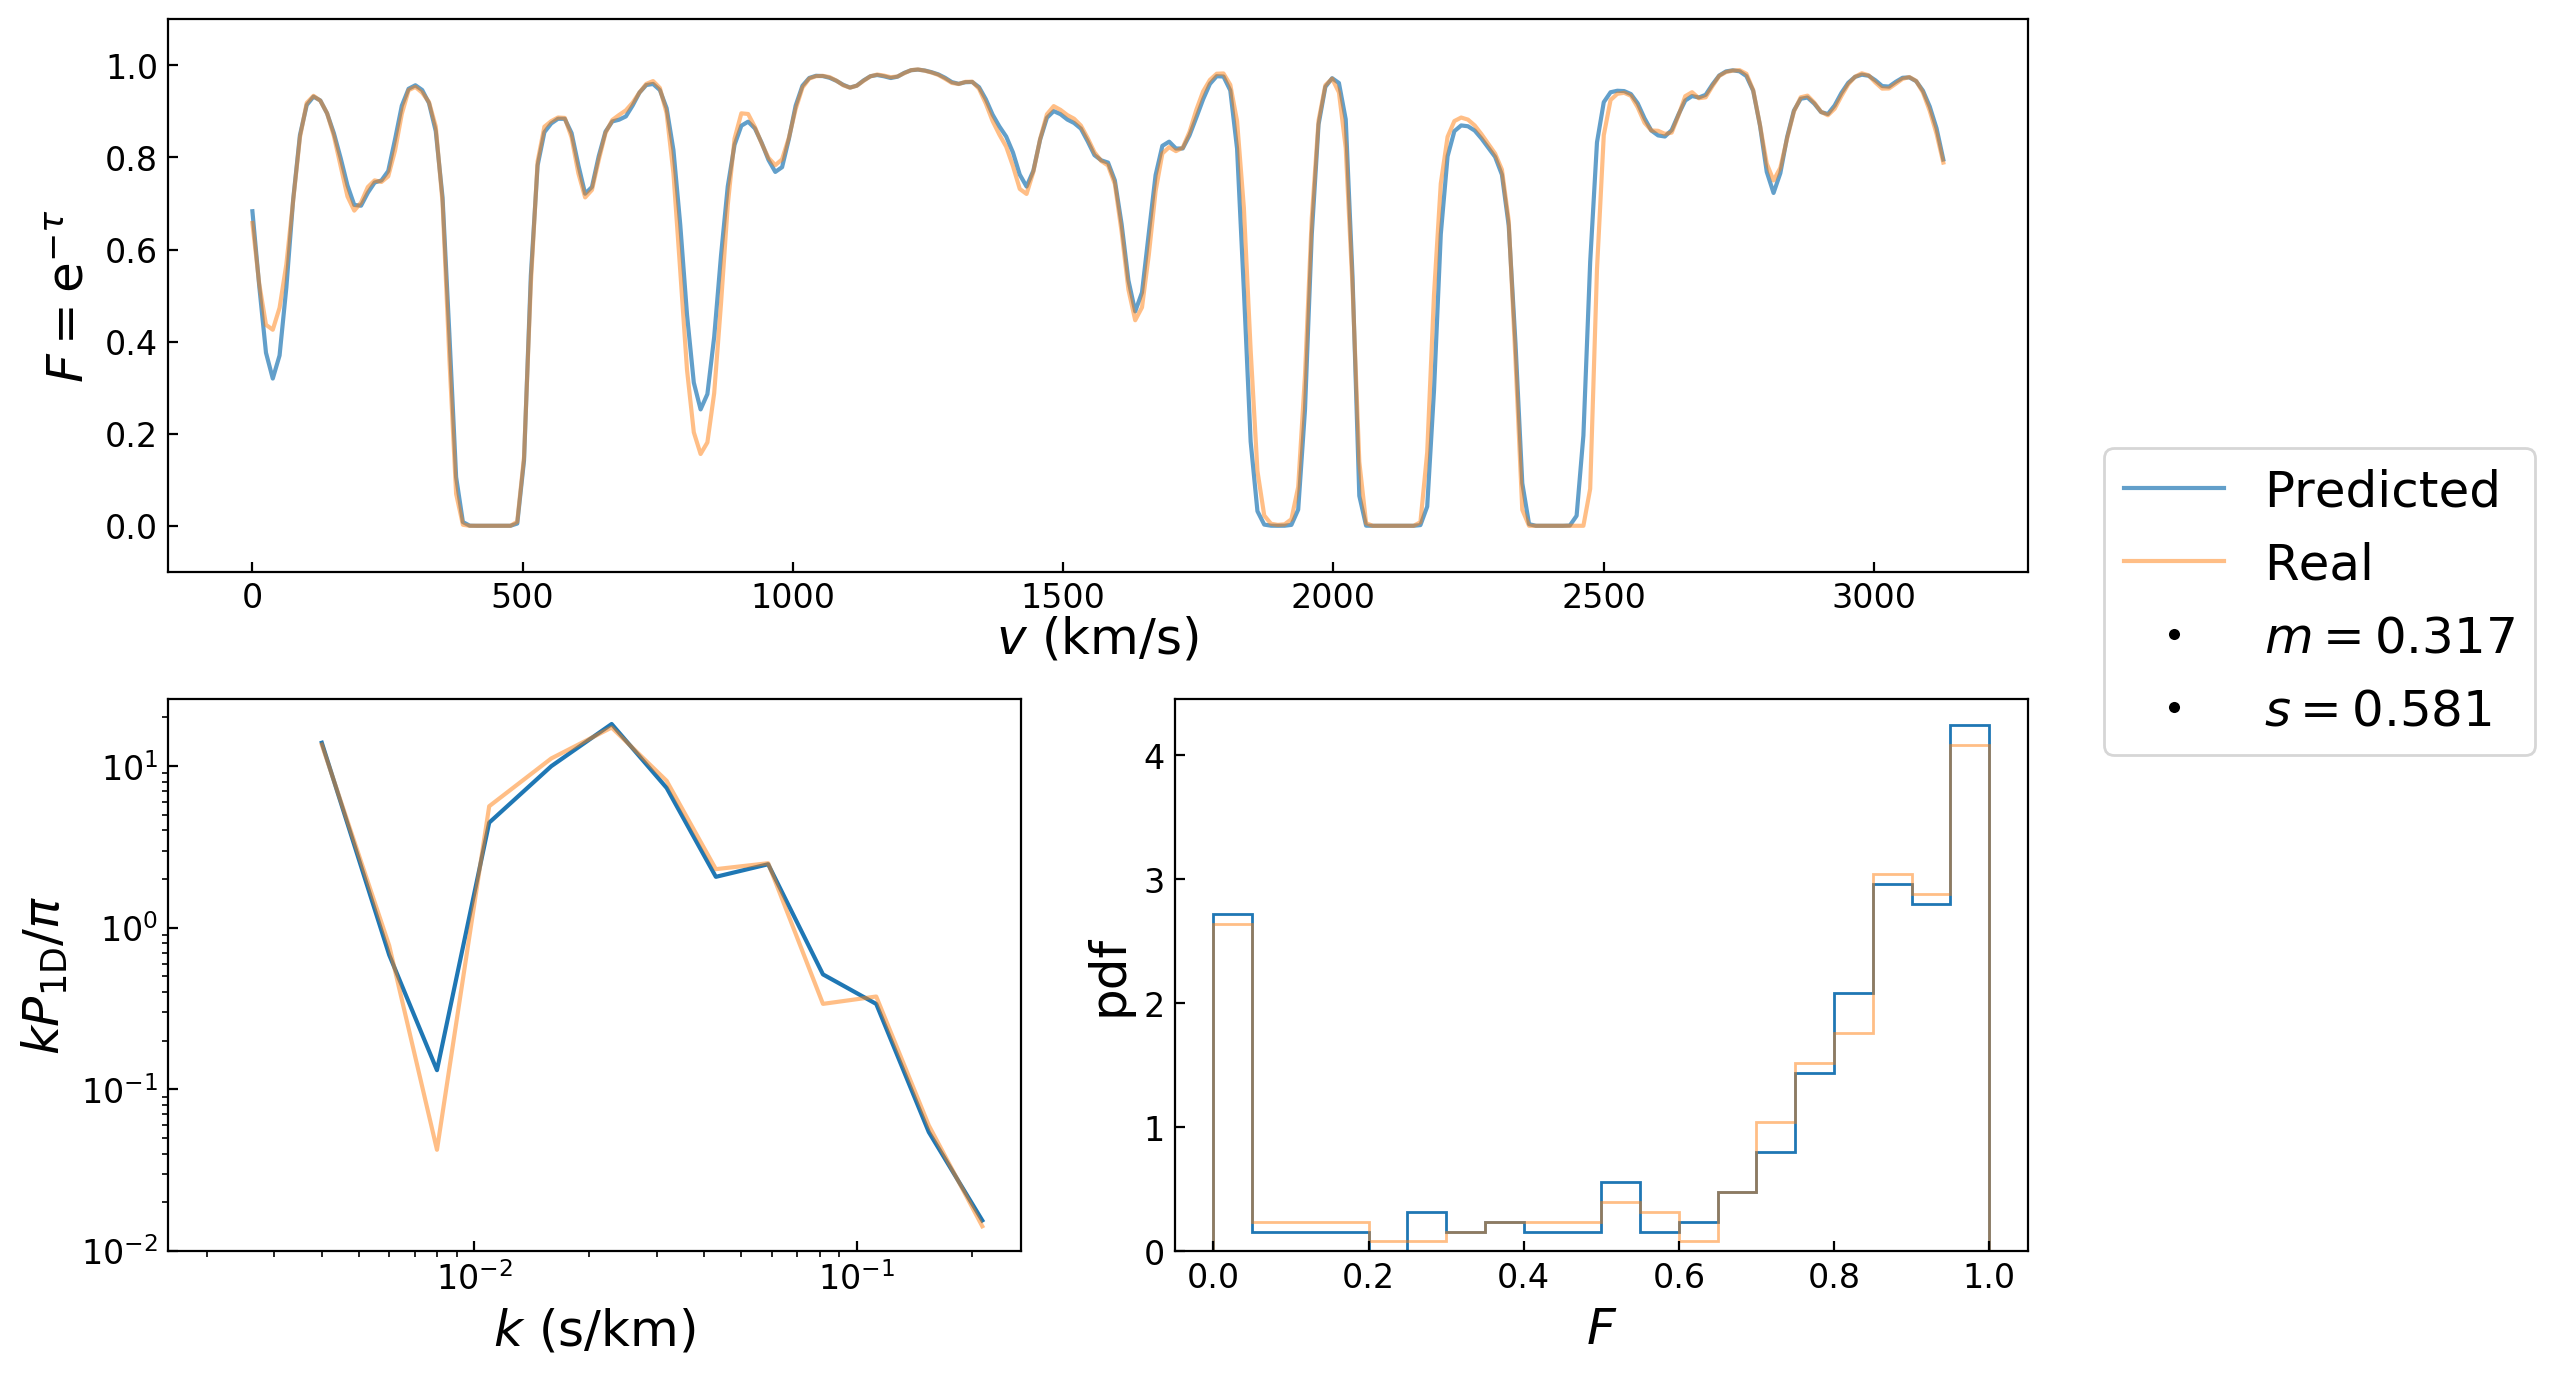 F = e^{−τ}
1.0
0.8
0.6
0.4
0.2
0.0
0 500 1000 1500 2000 2500 3000
v (km/s)
Predicted
Real
m = 0.317
s = 0.581
kP_{1D}/π
10^1
10^0
10^{−1}
10^{−2}
10^{−2} 10^{−1}
k (s/km)
pdf
4
3
2
1
0
0.0 0.2 0.4 0.6 0.8 1.0
F